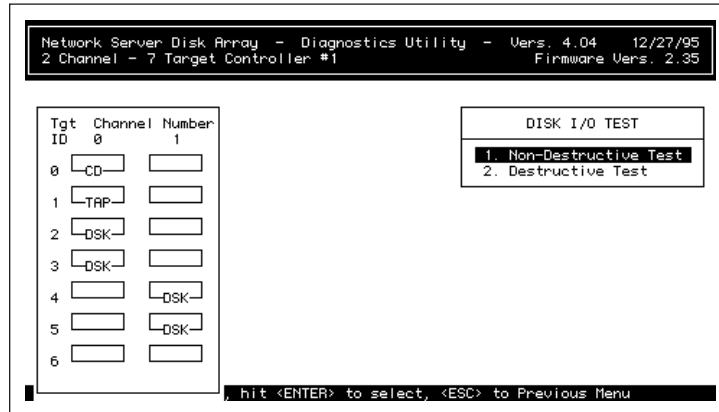 Network Server Disk Array - Diagnostics Utility - Vers. 4.04 12/27/95
2 Channel - 7 Target Controller #1 Firmware Vers. 2.35
Tgt Channel Number
ID 0 1
0 CD
1 TAP
2 DSK
3 DSK
4 DSK
5 DSK
6
DISK I/O TEST
1. Non-Destructive Test
2. Destructive Test
, hit <ENTER> to select, <ESC> to Previous Menu